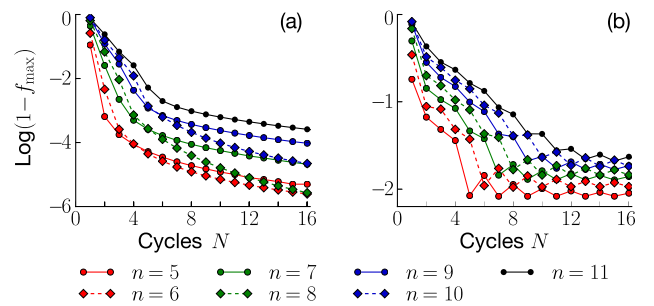 0
−2
−4
−6
Log(1−f_max)
(a)
0 4 8 12 16
Cycles N
0
−1
−2
(b)
0 4 8 12 16
Cycles N
n = 5
n = 7
n = 9
n = 11
n = 6
n = 8
n = 10